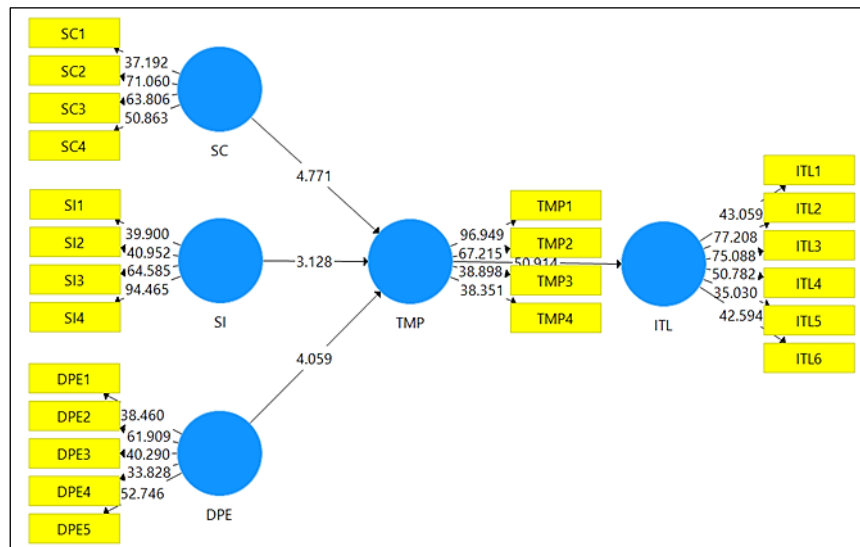 SC1
SC2
SC3
SC4
37.192
71.060
63.806
50.863
SC
4.771
SI1
SI2
SI3
SI4
39.900
40.952
64.585
94.465
SI
3.128
DPE1
DPE2
DPE3
DPE4
DPE5
38.460
61.909
40.290
33.828
52.746
DPE
4.059
TMP
96.949
67.215
38.898
38.351
TMP1
TMP2
TMP3
TMP4
50.914
ITL
43.059
77.208
75.088
50.782
35.030
42.594
ITL1
ITL2
ITL3
ITL4
ITL5
ITL6